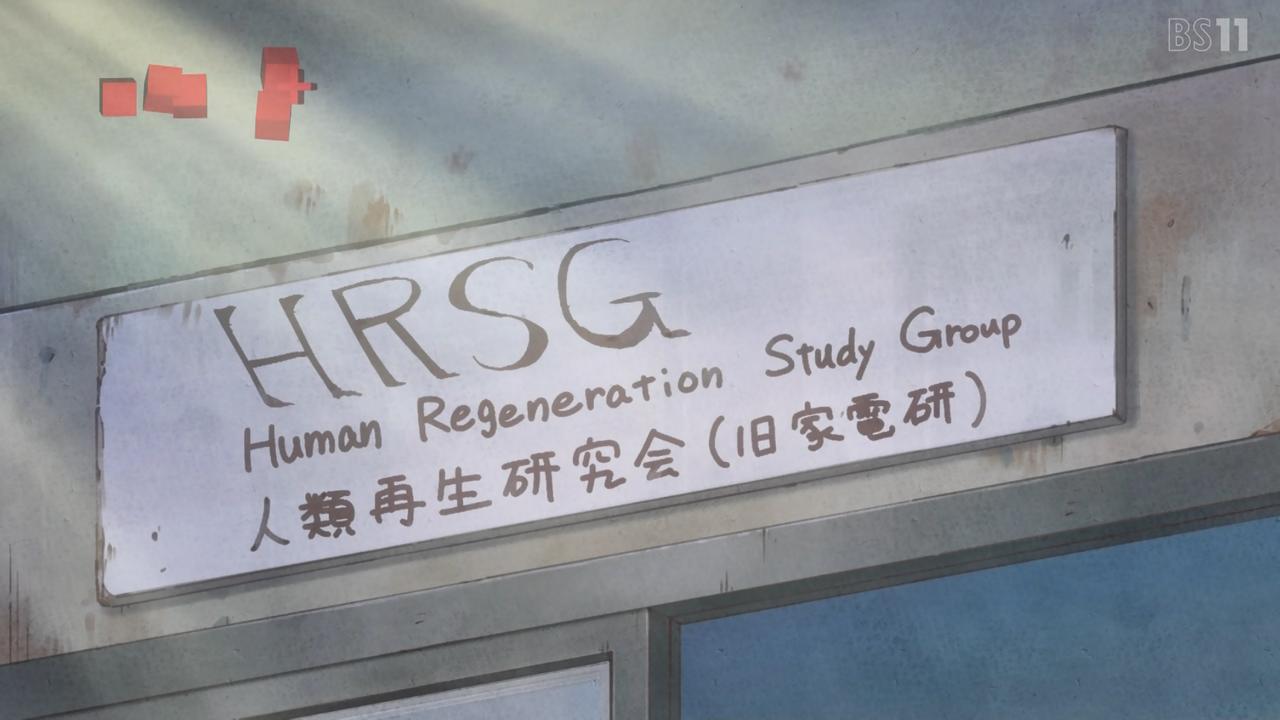 BS11
HRSG
Human Regeneration Study Group
人類再生研究会(旧家電研)